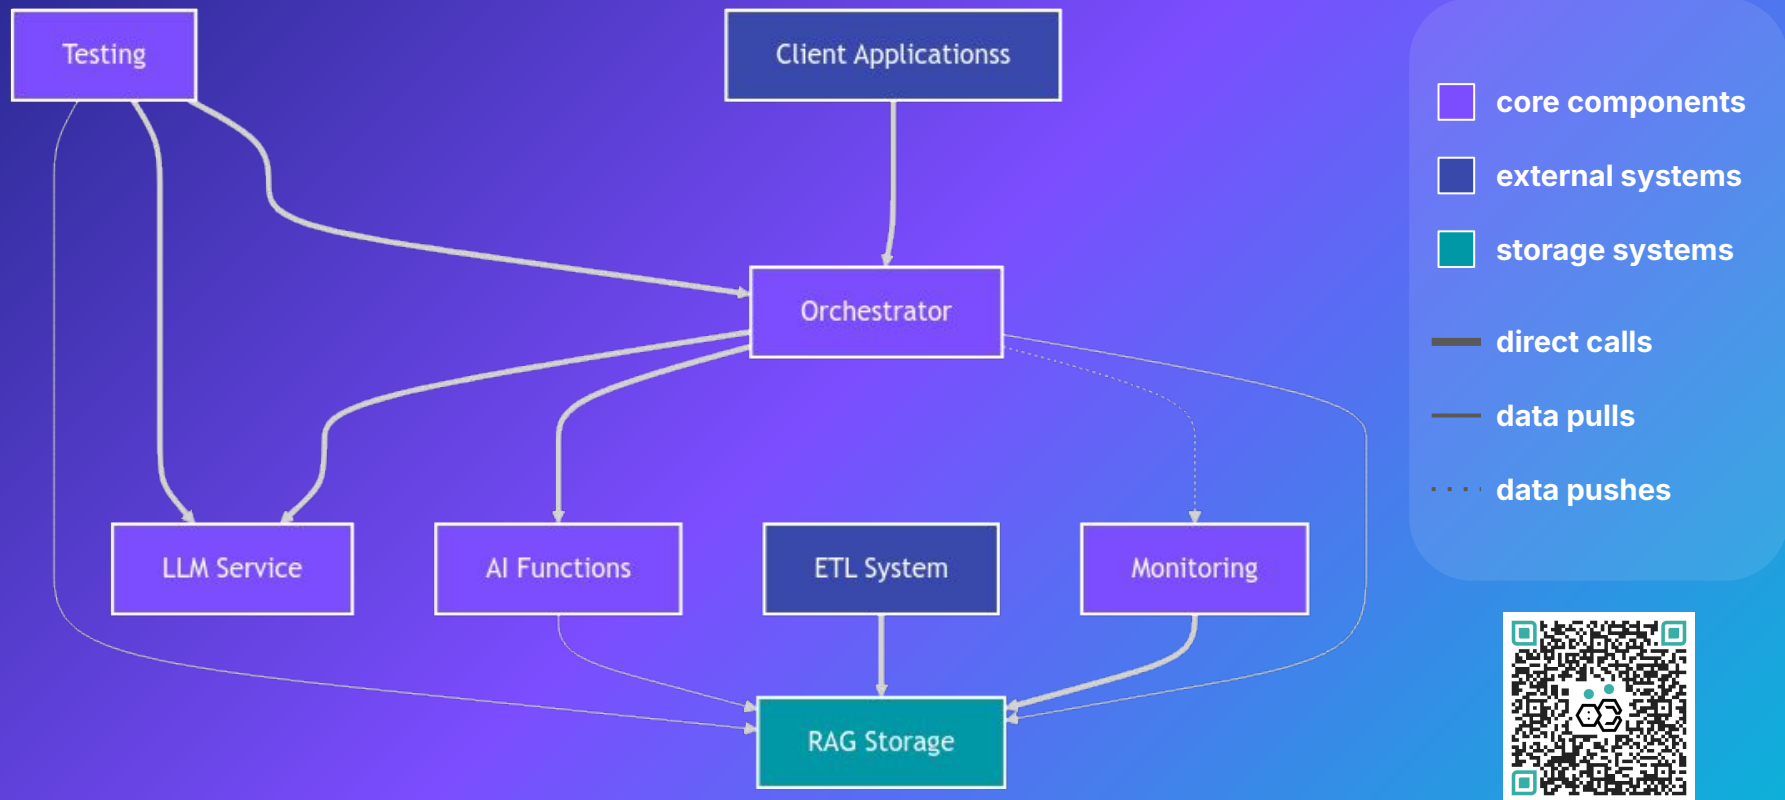 Testing
Client Applicationss
core components
external systems
storage systems
Orchestrator
direct calls
data pulls
data pushes
LLM Service
AI Functions
ETL System
Monitoring
RAG Storage